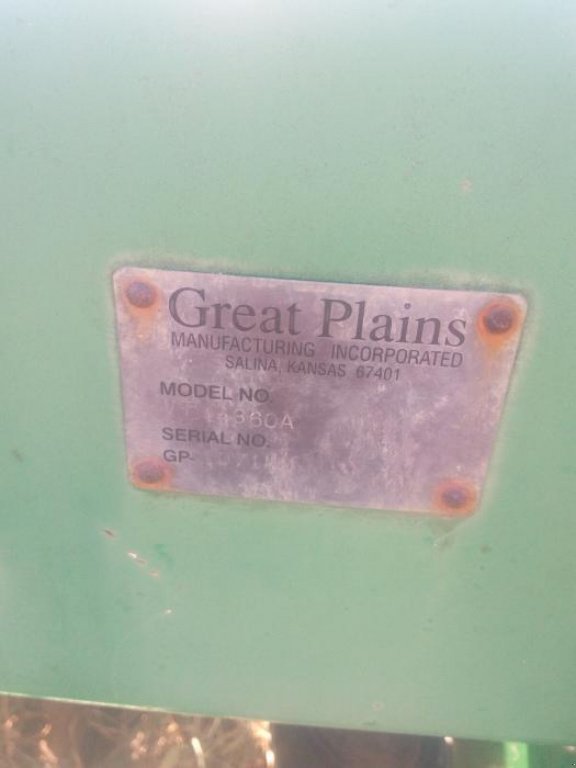 Great Plains
MANUFACTURING INCORPORATED
SALINA, KANSAS 67401
MODEL NO.
SERIAL NO.
GP-